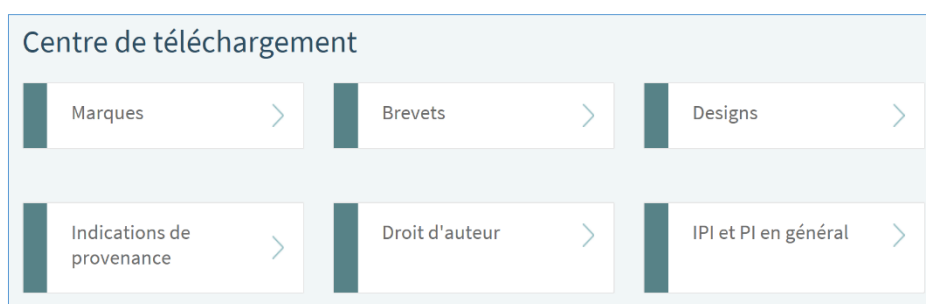 Centre de téléchargement
Marques
Brevets
Designs
Indications de
provenance
Droit d'auteur
IPI et PI en général